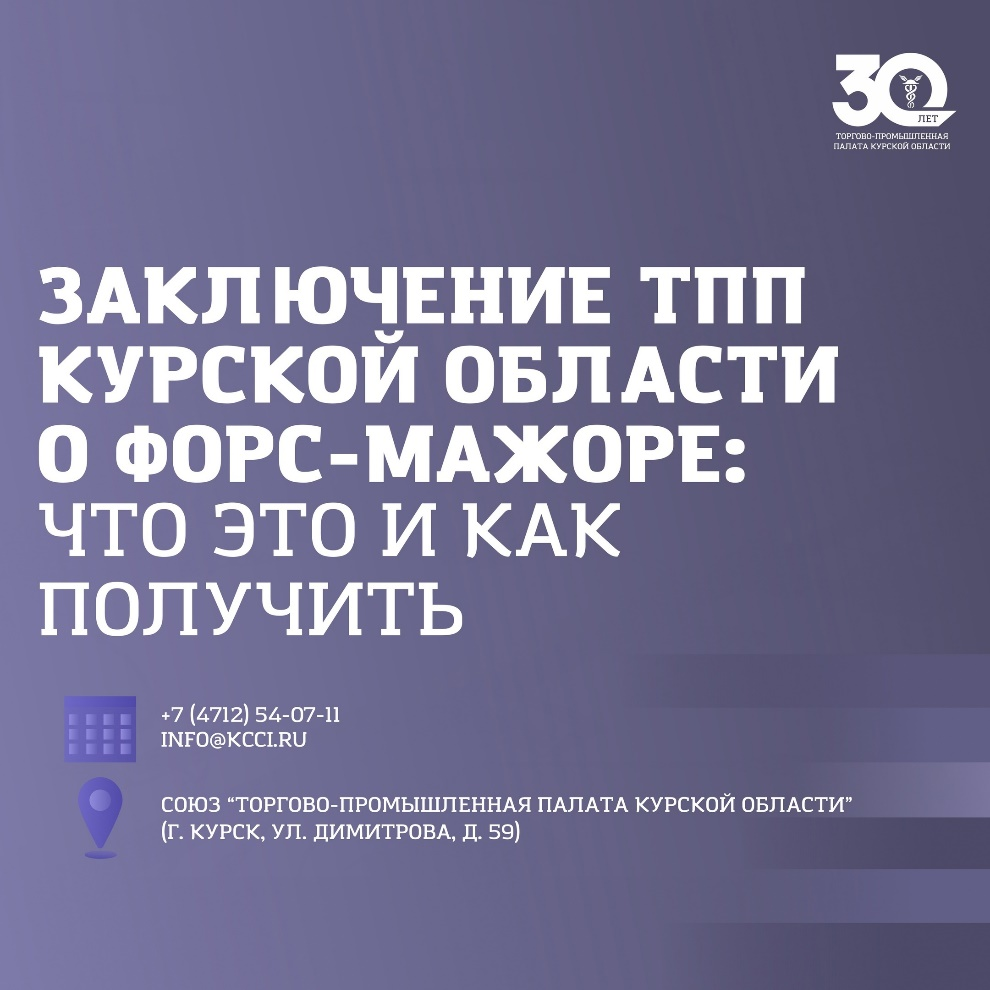 30
ЛЕТ
ТОРГОВО-ПРОМЫШЛЕННАЯ
ПАЛАТА КУРСКОЙ ОБЛАСТИ
ЗАКЛЮЧЕНИЕ ТПП
КУРСКОЙ ОБЛАСТИ
О ФОРС-МАЖОРЕ:
ЧТО ЭТО И КАК
ПОЛУЧИТЬ
+7 (4712) 54-07-11
INFO@KCCI.RU
СОЮЗ “ТОРГОВО-ПРОМЫШЛЕННАЯ ПАЛАТА КУРСКОЙ ОБЛАСТИ”
(Г. КУРСК, УЛ. ДИМИТРОВА, Д. 59)